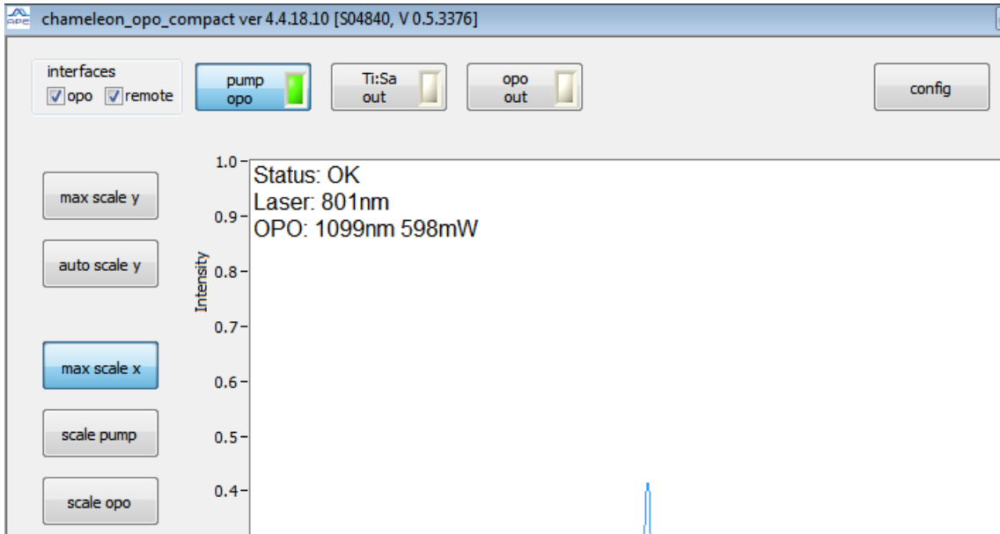 APE
chameleon_opo_compact ver 4.4.18.10 [S04840, V 0.5.3376]
interfaces
opo remote
pump
opo
Ti:Sa
out
opo
out
config
max scale y
auto scale y
max scale x
scale pump
scale opo
Intensity
1.0
0.9
0.8
0.7
0.6
0.5
0.4
Status: OK
Laser: 801nm
OPO: 1099nm 598mW